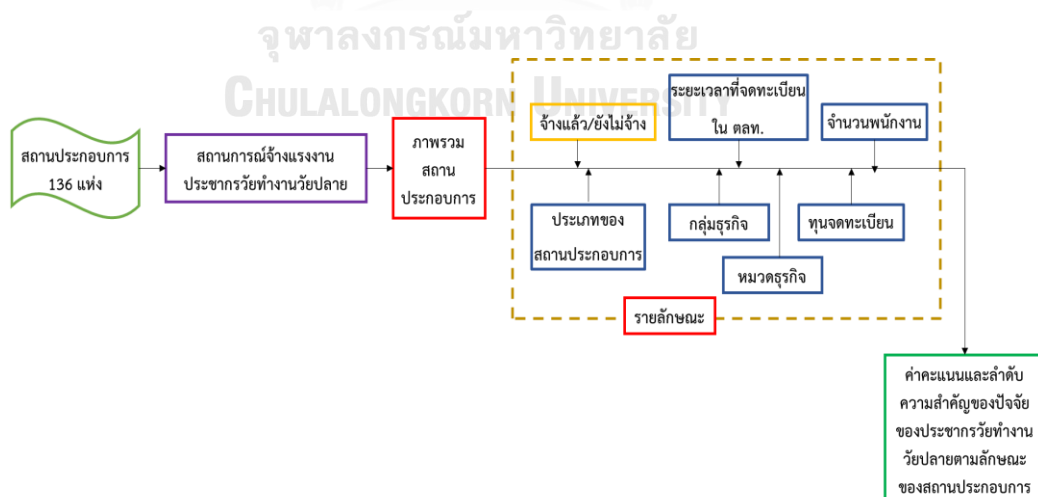 จุฬาลงกรณ์มหาวิทยาลัย
CHULALONGKORN UNIVERSITY
สถานประกอบการ
136 แห่ง
สถานการณ์จ้างแรงงาน
ประชากรวัยทำงานวัยปลาย
ภาพรวม
สถาน
ประกอบการ
จ้างแล้ว/ยังไม่จ้าง
ระยะเวลาที่จดทะเบียน
ใน ตลท.
จำนวนพนักงาน
ประเภทของ
สถานประกอบการ
กลุ่มธุรกิจ
ทุนจดทะเบียน
หมวดธุรกิจ
รายลักษณะ
ค่าคะแนนและลำดับ
ความสำคัญของปัจจัย
ของประชากรวัยทำงาน
วัยปลายตามลักษณะ
ของสถานประกอบการ